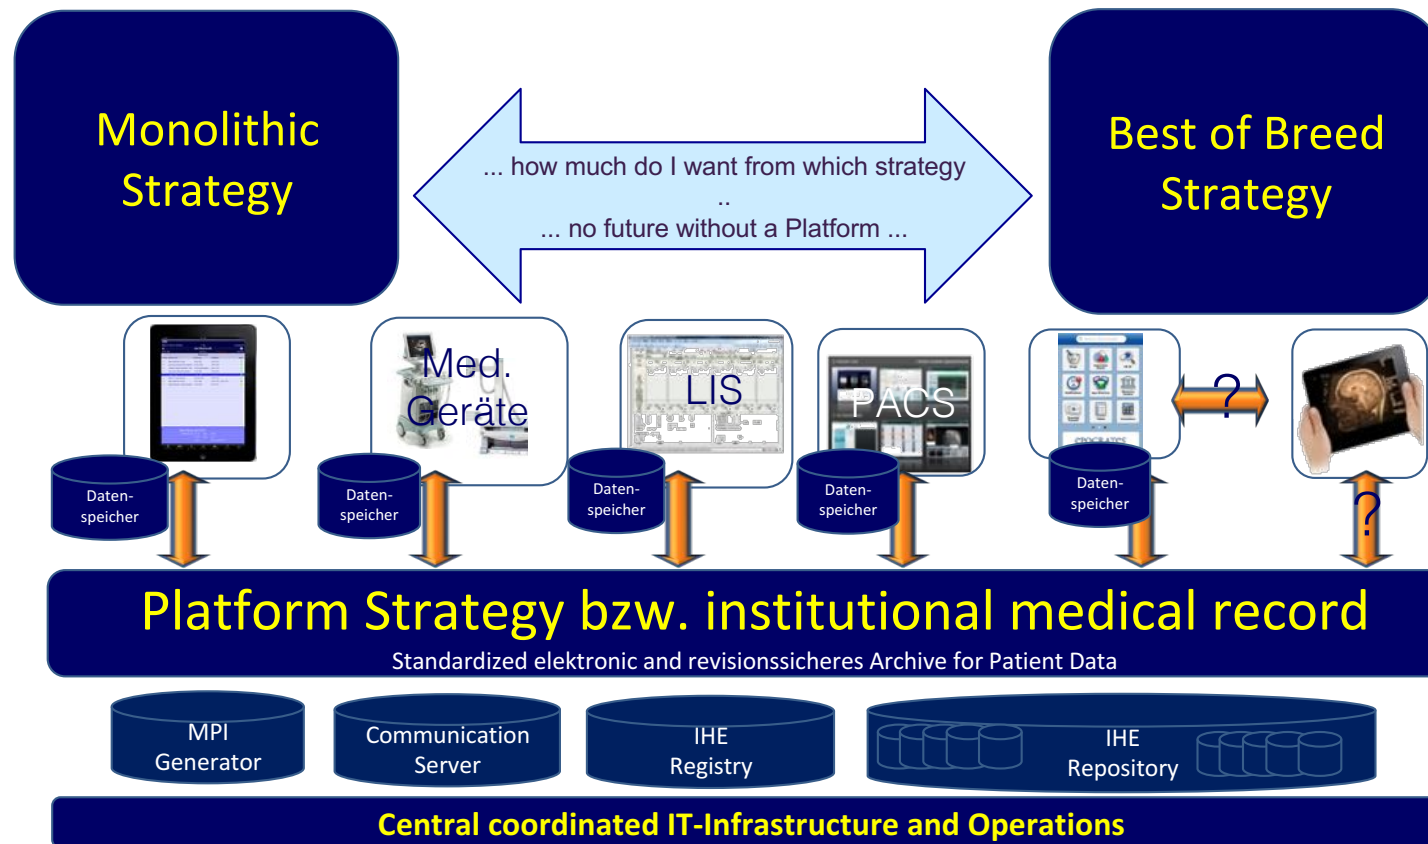 Monolithic
Strategy
... how much do I want from which strategy
..
... no future without a Platform ...
Best of Breed
Strategy
Med.
Geräte
LIS
PACS
?
EPOCRATES
Daten-
speicher
Daten-
speicher
Daten-
speicher
Daten-
speicher
Daten-
speicher
?
Platform Strategy bzw. institutional medical record
Standardized elektronic and revisionssicheres Archive for Patient Data
MPI
Generator
Communication
Server
IHE
Registry
IHE
Repository
Central coordinated IT-Infrastructure and Operations